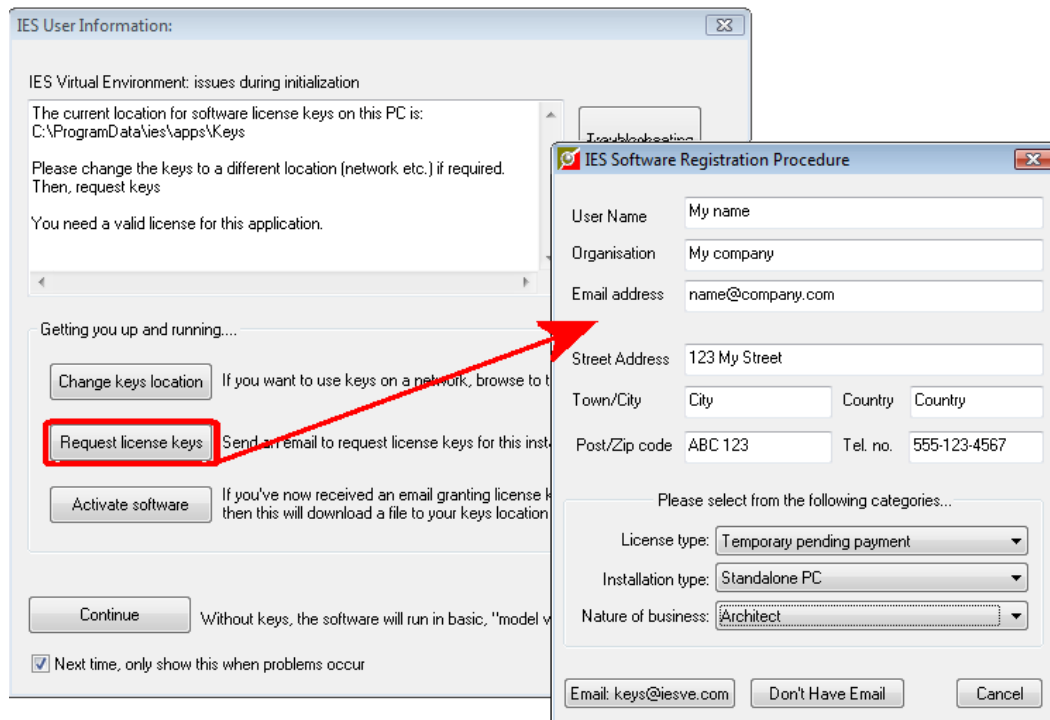 IES User Information:
IES Virtual Environment: issues during initialization
The current location for software license keys on this PC is:
C:\ProgramData\ies\apps\Keys
Please change the keys to a different location (network etc.) if required.
Then, request keys
You need a valid license for this application.
Troubleshooting
Getting you up and running....
Change keys location
If you want to use keys on a network, browse to t
Request license keys
Send an email to request license keys for this inst
Activate software
If you've now received an email granting license k
then this will download a file to your keys location
Continue
Without keys, the software will run in basic, "model v
Next time, only show this when problems occur
IES Software Registration Procedure
User Name
My name
Organisation
My company
Email address
name@company.com
Street Address
123 My Street
Town/City
City
Country
Country
Post/Zip code
ABC 123
Tel. no.
555-123-4567
Please select from the following categories...
License type:
Temporary pending payment
Installation type:
Standalone PC
Nature of business:
Architect
Email: keys@iesve.com
Don't Have Email
Cancel